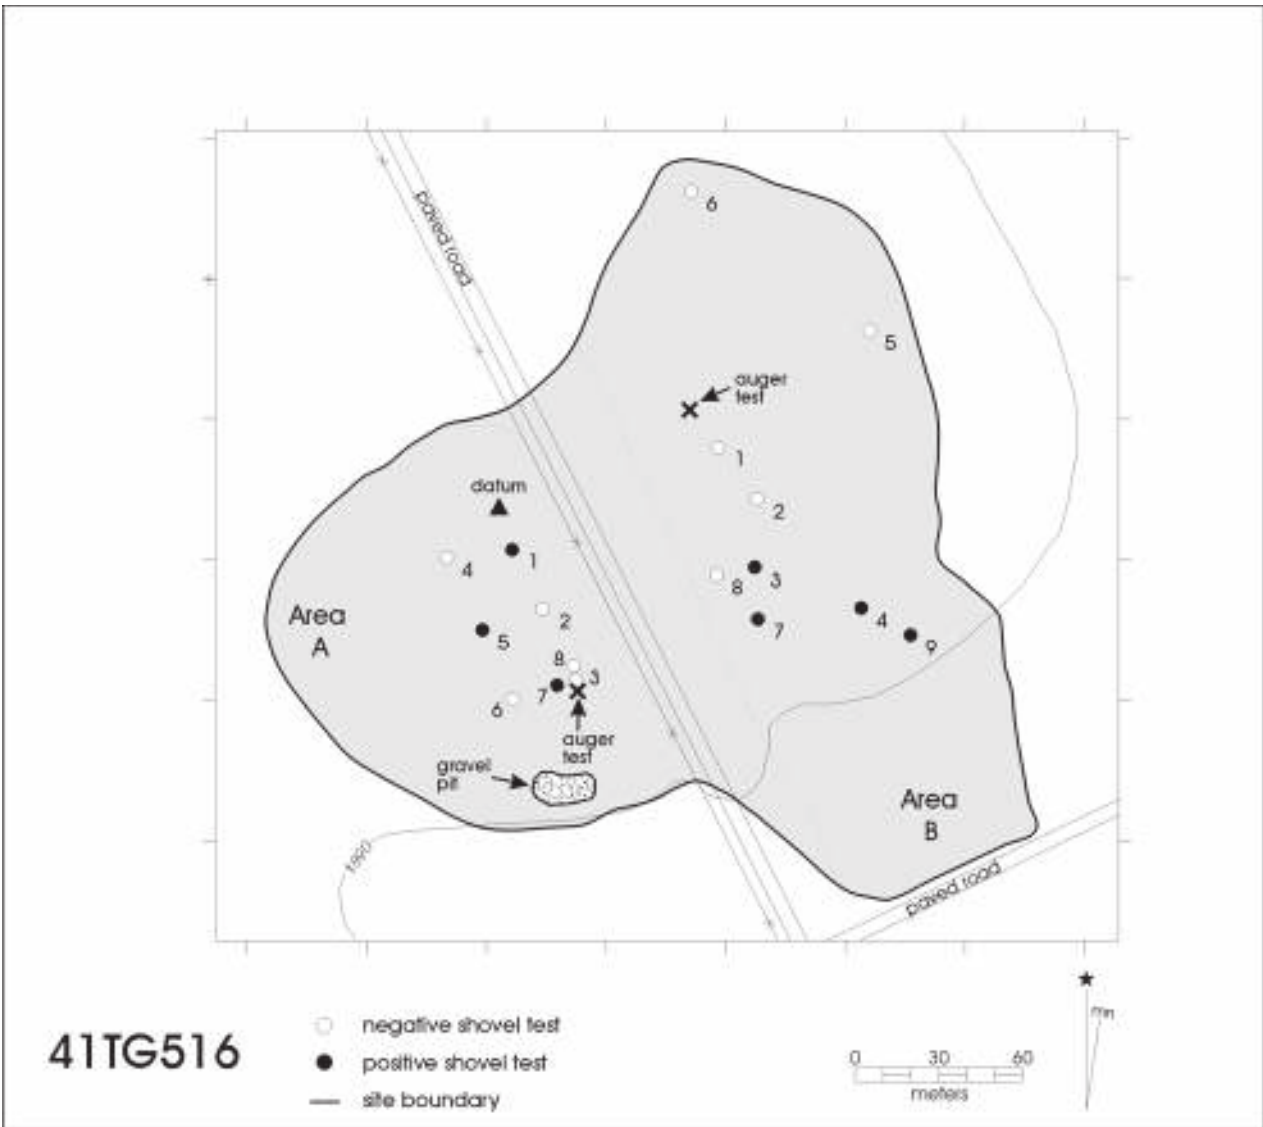 6
paved road
5
auger
test
1
2
datum
1
4
8
3
Area
A
2
7
4
5
9
8
3
7
6
auger
test
gravel
pit
Area
B
1890
paved road
mn
negative shovel test
41TG516
positive shovel test
0 30 60
meters
site boundary